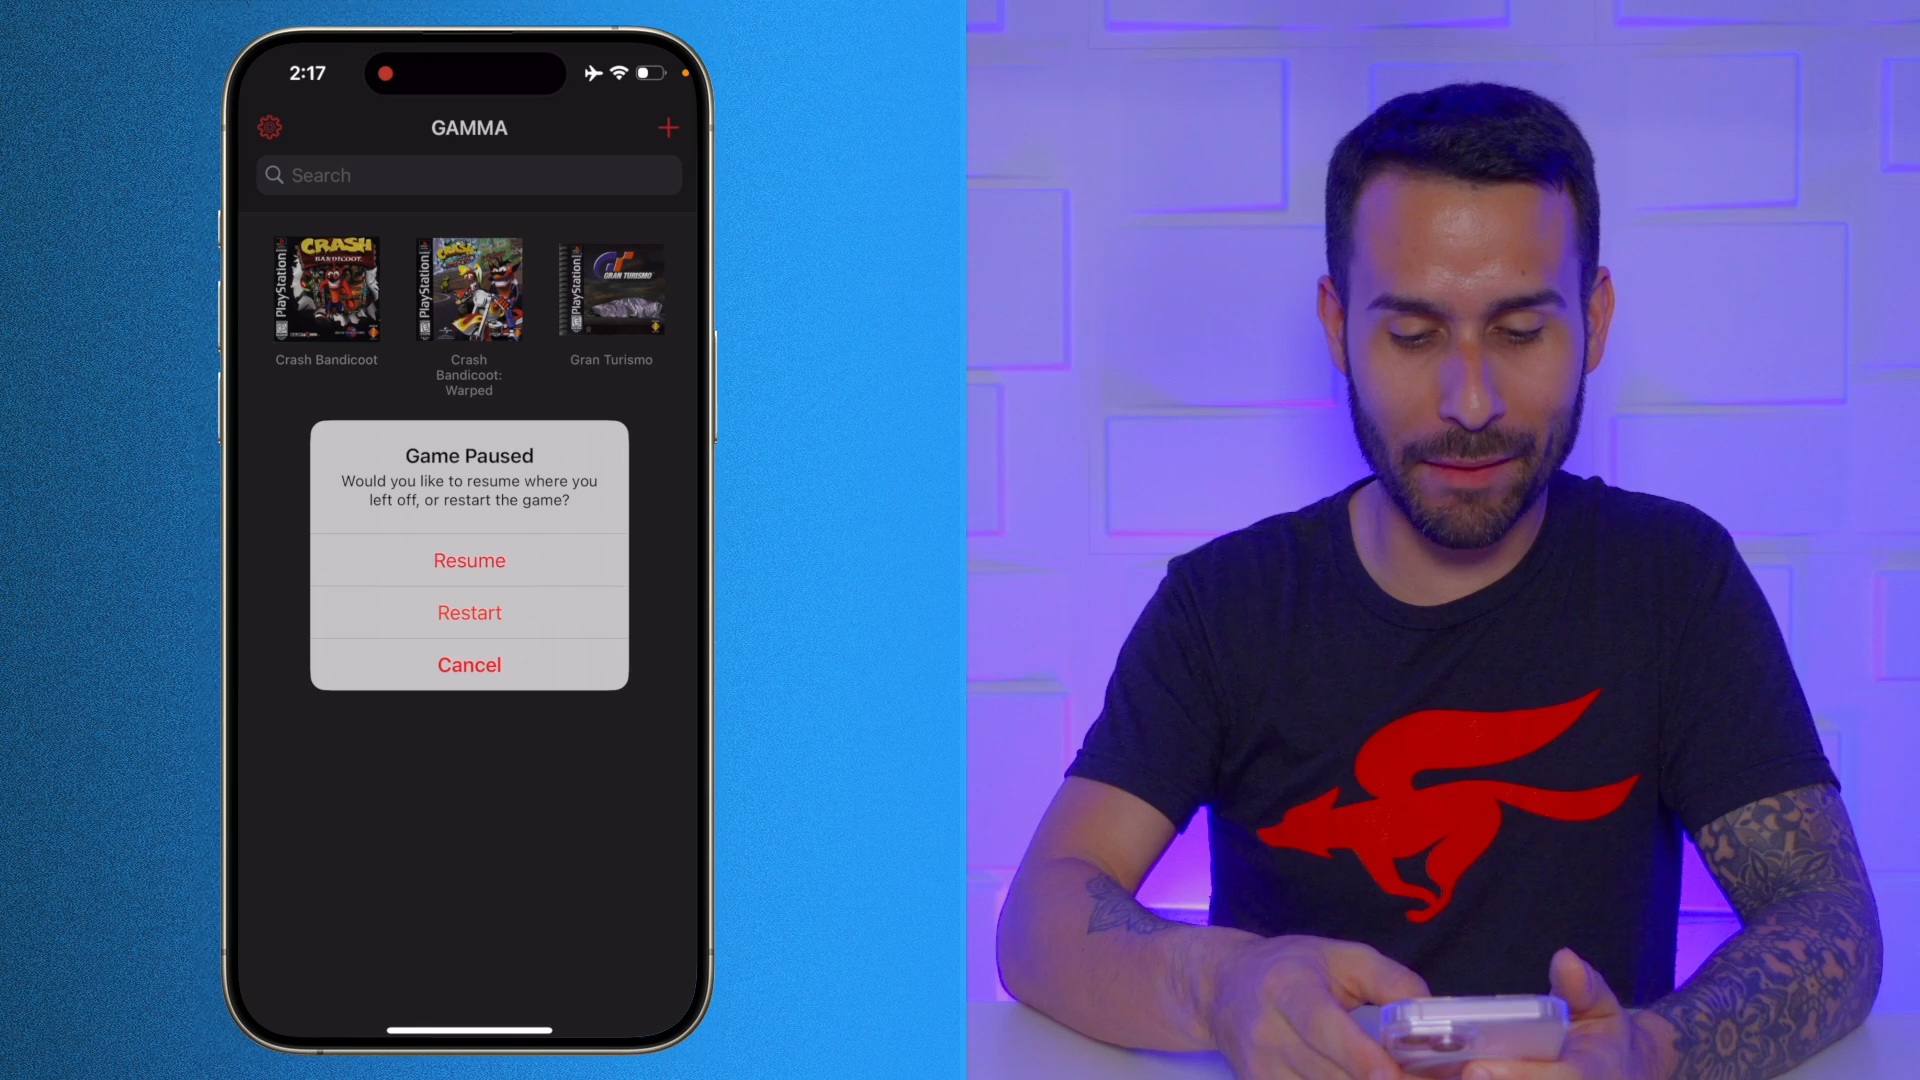 2:17
GAMMA
Search
CRASH
BANDICOOT
PlayStation
PlayStation
PlayStation
GRAN TURISMO
Crash Bandicoot
Crash
Bandicoot:
Warped
Gran Turismo
Game Paused
Would you like to resume where you
left off, or restart the game?
Resume
Restart
Cancel